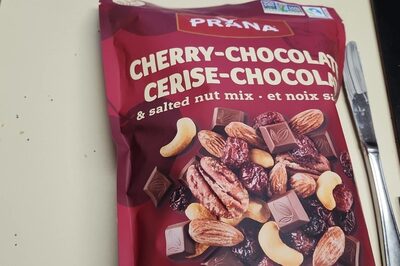 PRANA
CHERRY-CHOCOLAT
CERISE-CHOCOLA
& salted nut mix · et noix s